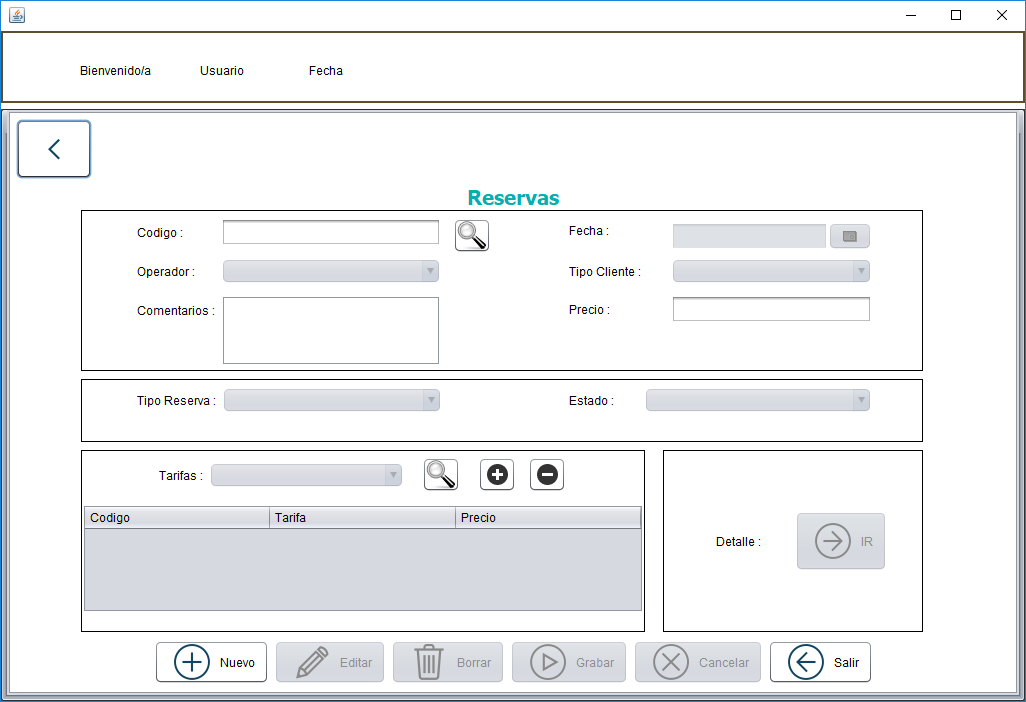 Bienvenido/a Usuario Fecha
Reservas
Codigo : Fecha :
Operador : Tipo Cliente :
Comentarios : Precio :
Tipo Reserva : Estado :
Tarifas :
Codigo Tarifa Precio
Detalle : IR
Nuevo Editar Borrar Grabar Cancelar Salir